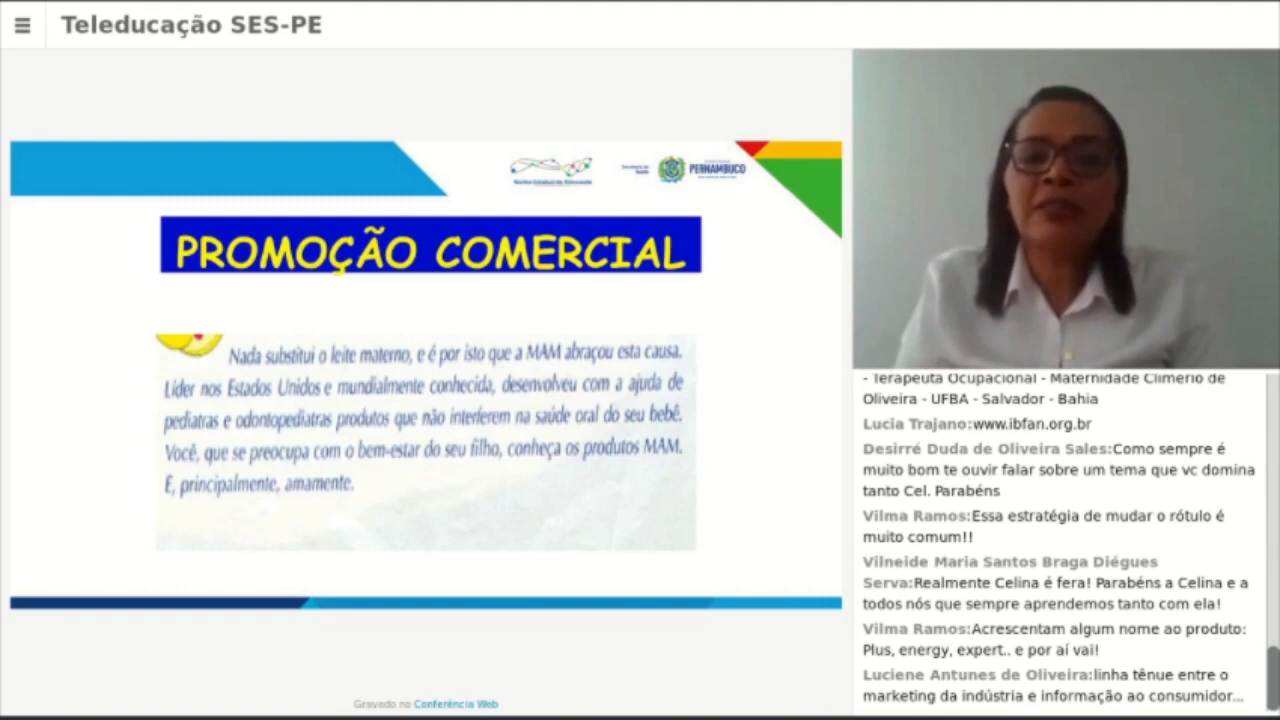 Teleducação SES-PE
PERNAMBUCO
PROMOÇÃO COMERCIAL
Nada substitui o leite materno, e é por isto que a MAM abraçou esta causa.
Líder nos Estados Unidos e mundialmente conhecida, desenvolveu com a ajuda de
pediatras e odontopediatras produtos que não interferem na saúde oral do seu bebê.
Você, que se preocupa com o bem-estar do seu filho, conheça os produtos MAM.
E, principalmente, amamente.
Gravado no Conferência Web
- Terapeuta Ocupacional - Maternidade Climério de
Oliveira - UFBA - Salvador - Bahia
Lucia Trajano:www.ibfan.org.br
Desirré Duda de Oliveira Sales:Como sempre é
muito bom te ouvir falar sobre um tema que vc domina
tanto Cel. Parabéns
Vilma Ramos:Essa estratégia de mudar o rótulo é
muito comum!!
Vilneide Maria Santos Braga Diégues
Serva:Realmente Celina é fera! Parabéns a Celina e a
todos nós que sempre aprendemos tanto com ela!
Vilma Ramos:Acrescentam algum nome ao produto:
Plus, energy, expert.. e por aí vai!
Luciene Antunes de Oliveira:linha tênue entre o
marketing da indústria e informação ao consumidor...